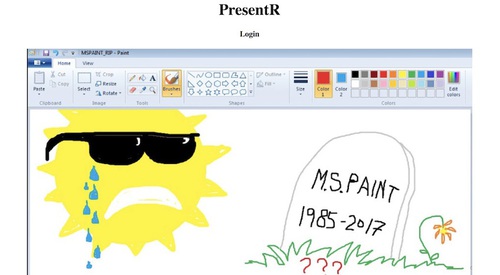 PresentR
Login
MSPAINT_RIP - Paint
Home
View
Paste
Cut
Copy
Clipboard
Select
Crop
Resize
Rotate
Image
Tools
Brushes
Shapes
Outline
Fill
Size
Color 1
Color 2
Colors
Edit colors
M.S. PAINT
1985-2017
???